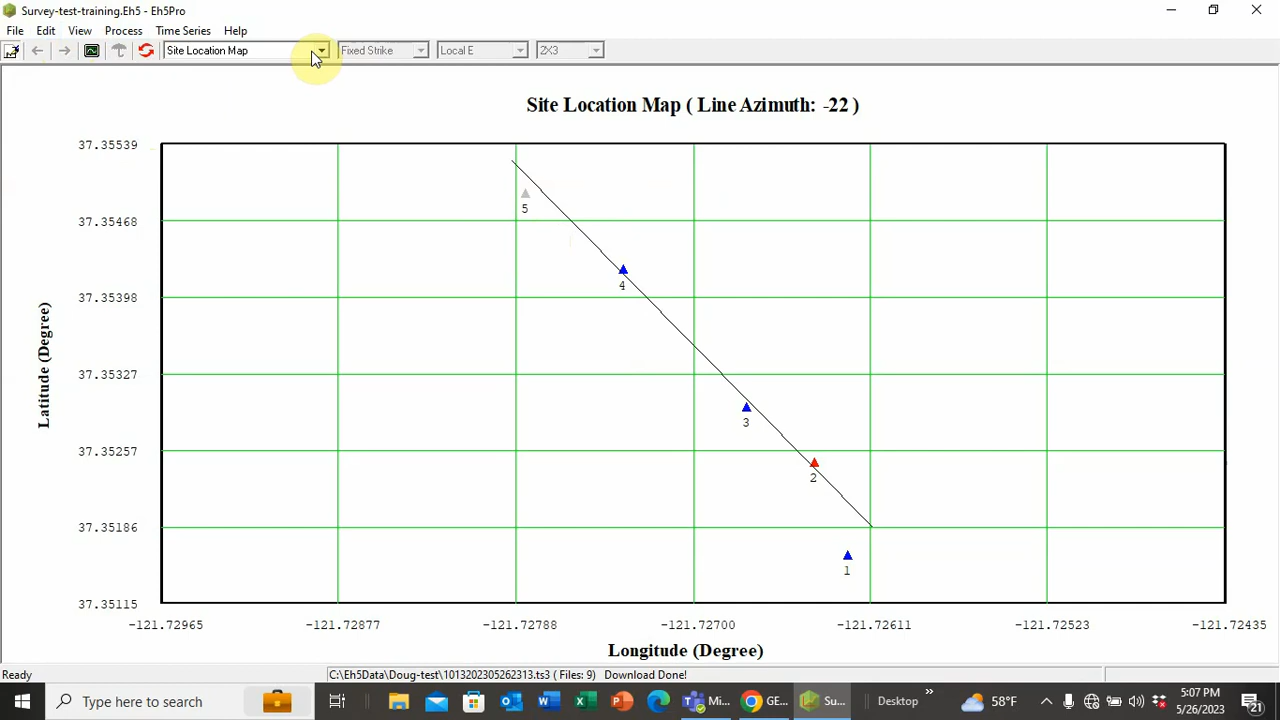 Survey-test-training.Eh5 - Eh5Pro
File Edit View Process Time Series Help
Site Location Map Fixed Strike Local E 2X3
Site Location Map ( Line Azimuth: -22 )
37.35539
37.35468
37.35398
37.35327
37.35257
37.35186
37.35115
Latitude (Degree)
5
4
3
2
1
-121.72965 -121.72877 -121.72788 -121.72700 -121.72611 -121.72523 -121.72435
Longitude (Degree)
Ready C:\Eh5Data\Doug-test\1013202305262313.ts3 ( Files: 9) Download Done!
Type here to search Mi... GE... Su... Desktop » 58°F 5:07 PM
5/26/2023
21